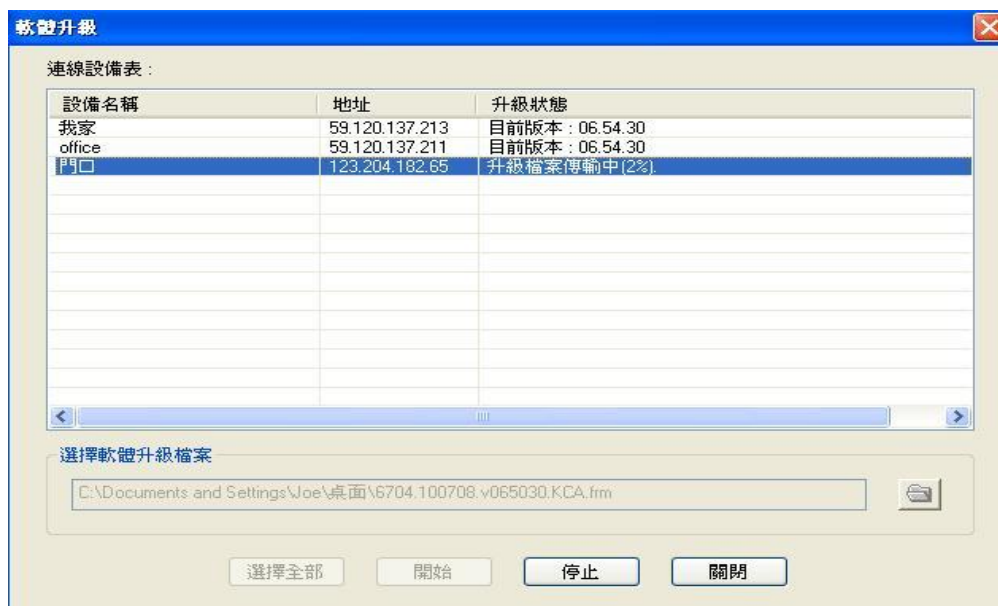 軟體升級
連線設備表 :
設備名稱 地址 升級狀態
我家 59.120.137.213 目前版本 : 06.54.30
office 59.120.137.211 目前版本 : 06.54.30
門口 123.204.182.65 升級檔案傳輸中(2%).
選擇軟體升級檔案
C:\Documents and Settings\Joe\桌面\6704.100708.v065030.KCA.frm
選擇全部 開始 停止 關閉